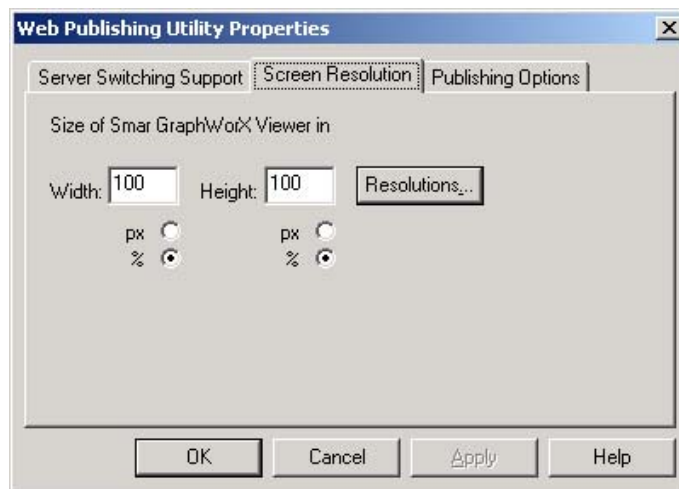 Web Publishing Utility Properties
Server Switching Support Screen Resolution Publishing Options
Size of Smar GraphWorX Viewer in
Width: 100 Height: 100 Resolutions...
px px
% %
OK Cancel Apply Help